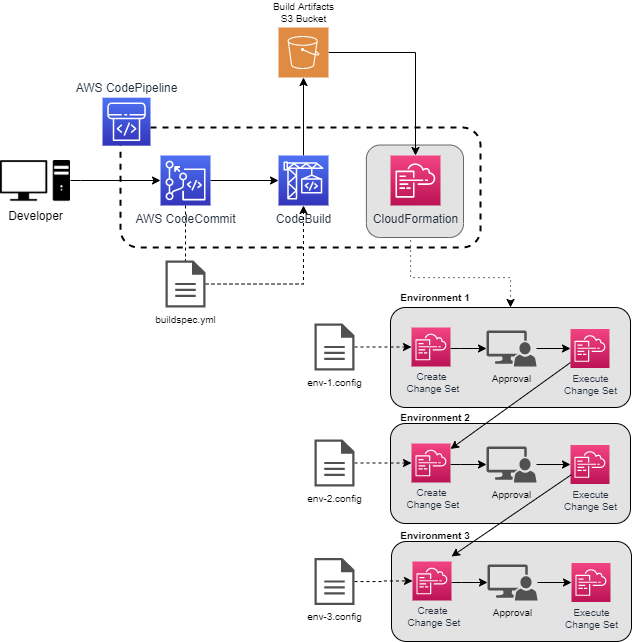 Build Artifacts
S3 Bucket
AWS CodePipeline
Developer
AWS CodeCommit
CodeBuild
CloudFormation
buildspec.yml
Environment 1
env-1.config
Create
Change Set
Approval
Execute
Change Set
Environment 2
env-2.config
Create
Change Set
Approval
Execute
Change Set
Environment 3
env-3.config
Create
Change Set
Approval
Execute
Change Set